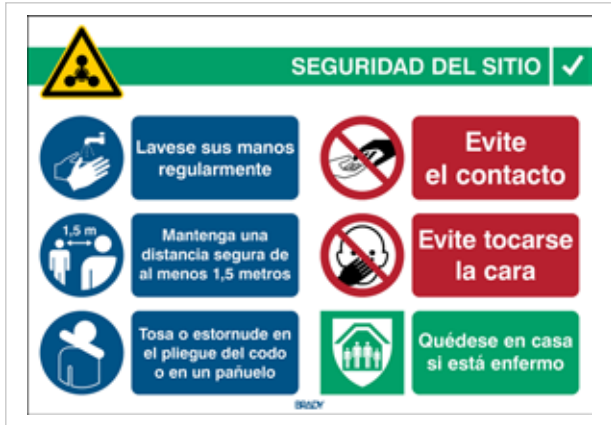 SEGURIDAD DEL SITIO
Lavese sus manos
regularmente
Evite
el contacto
1,5 m
Mantenga una
distancia segura de
al menos 1,5 metros
Evite tocarse
la cara
Tosa o estornude en
el pliegue del codo
o en un pañuelo
Quédese en casa
si está enfermo
BRADY